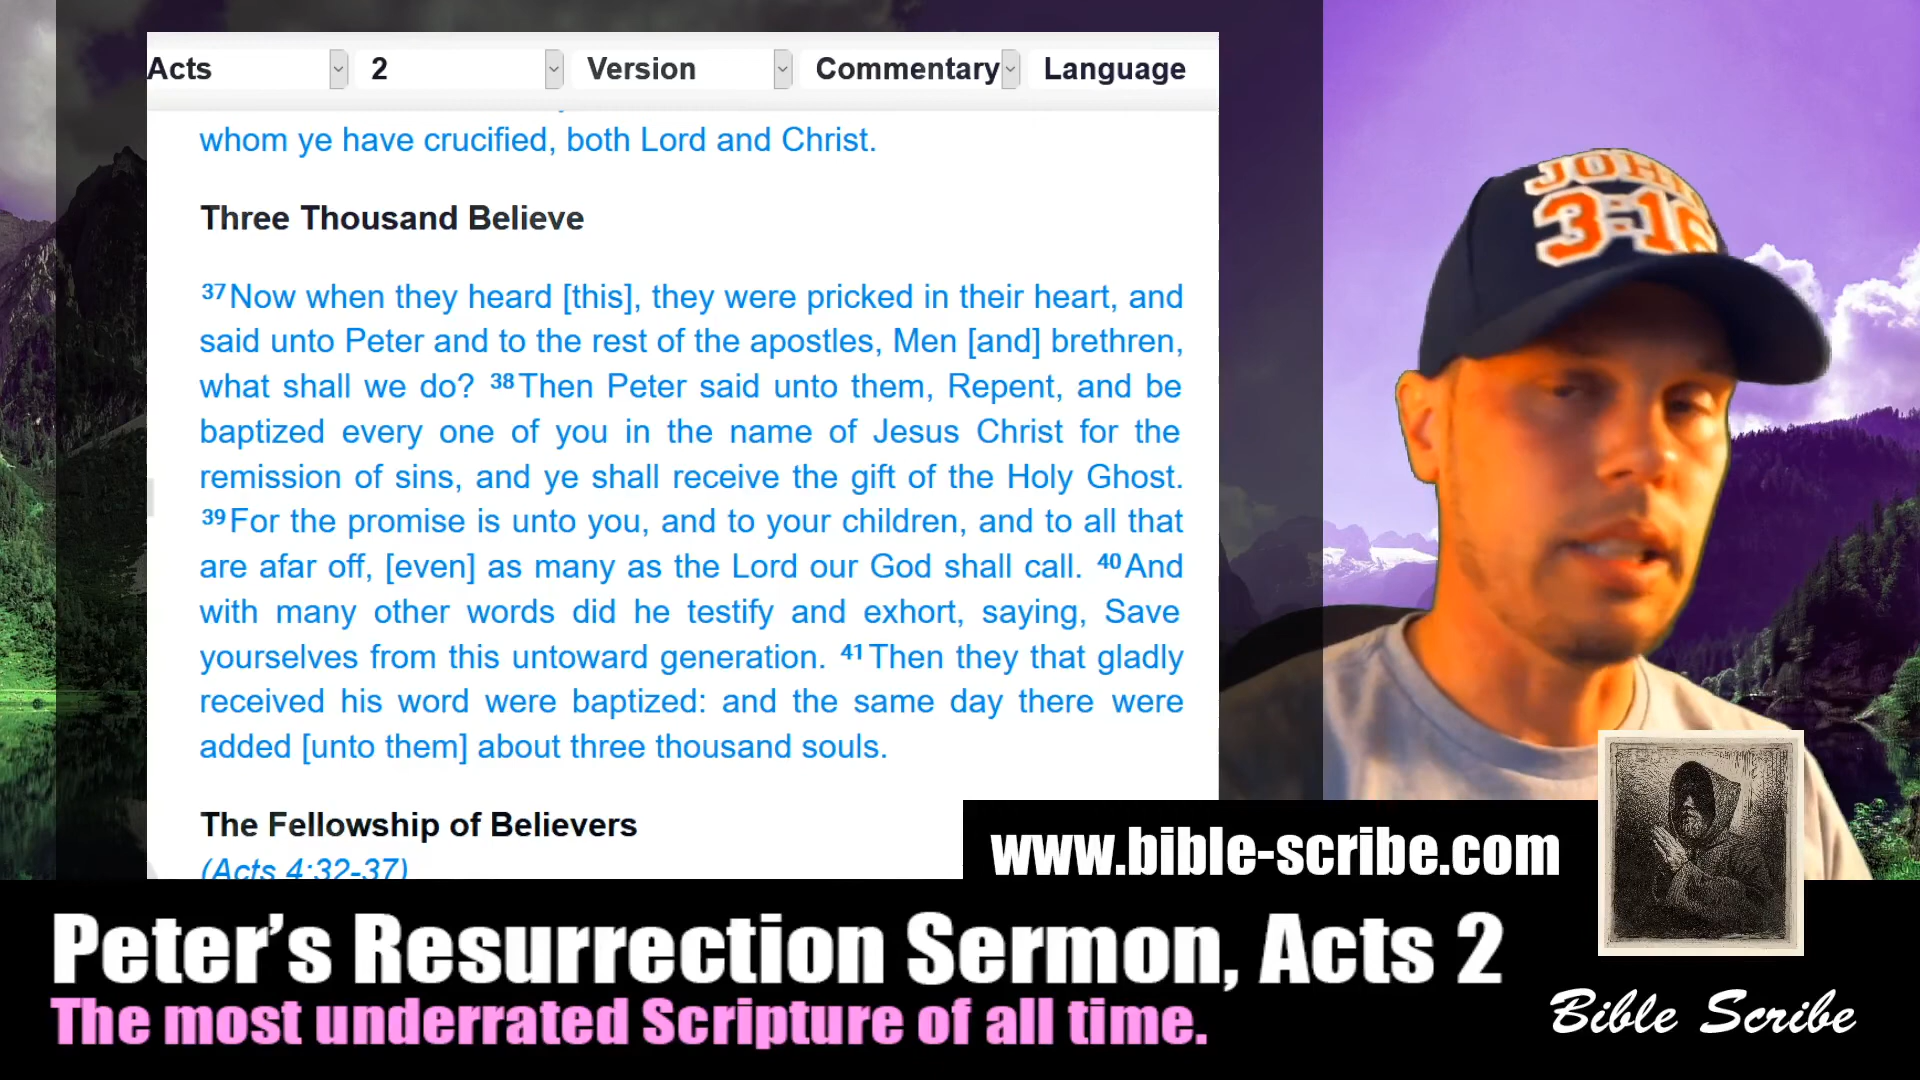 Acts 2 Version Commentary Language
whom ye have crucified, both Lord and Christ.
Three Thousand Believe
37 Now when they heard [this], they were pricked in their heart, and
said unto Peter and to the rest of the apostles, Men [and] brethren,
what shall we do? 38 Then Peter said unto them, Repent, and be
baptized every one of you in the name of Jesus Christ for the
remission of sins, and ye shall receive the gift of the Holy Ghost.
39 For the promise is unto you, and to your children, and to all that
are afar off, [even] as many as the Lord our God shall call. 40 And
with many other words did he testify and exhort, saying, Save
yourselves from this untoward generation. 41 Then they that gladly
received his word were baptized: and the same day there were
added [unto them] about three thousand souls.
The Fellowship of Believers
(Acts 4:32-37)
JOHN
3:16
www.bible-scribe.com
Peter's Resurrection Sermon, Acts 2
The most underrated Scripture of all time.
Bible Scribe